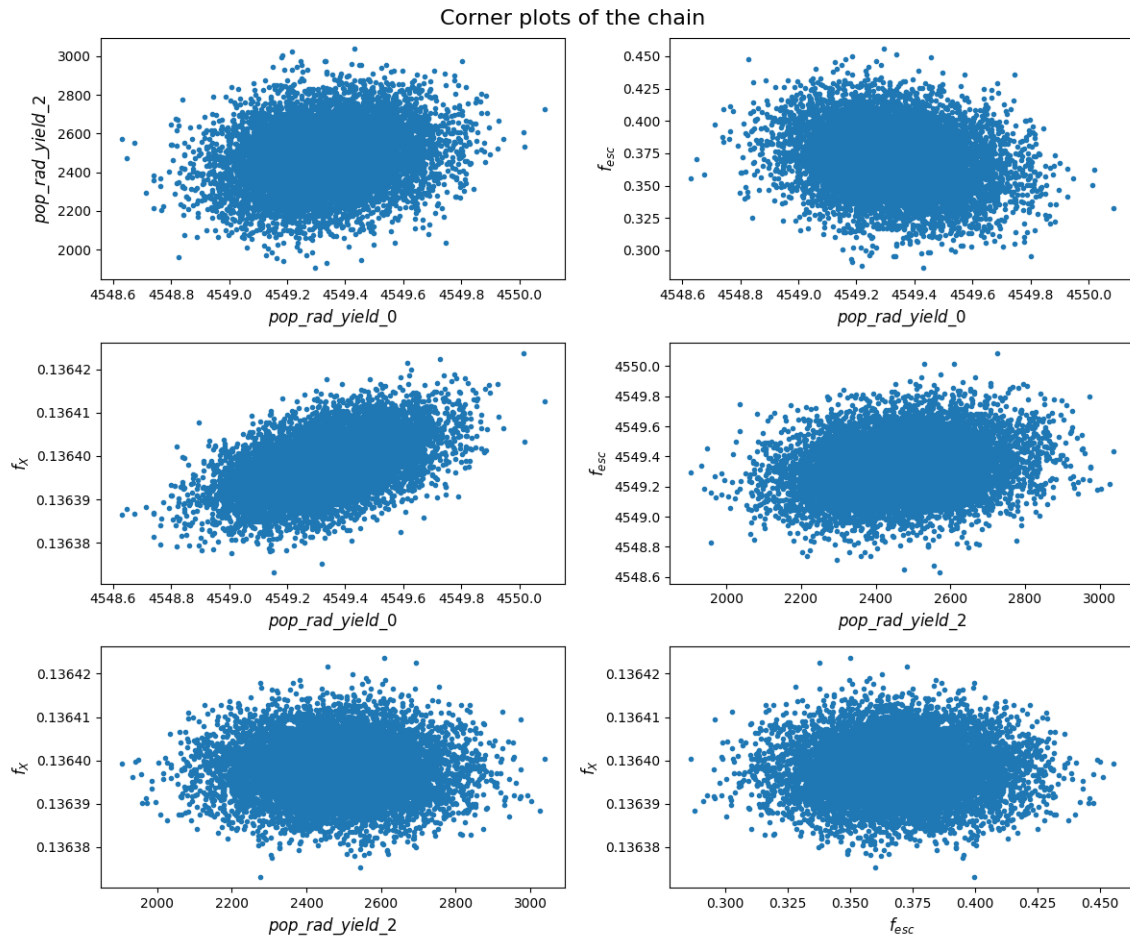 Corner plots of the chain
3000
2800
2600
2400
2200
2000
pop_rad_yield_2
4548.6 4548.8 4549.0 4549.2 4549.4 4549.6 4549.8 4550.0
pop_rad_yield_0
0.450
0.425
0.400
0.375
0.350
0.325
0.300
f_esc
4548.6 4548.8 4549.0 4549.2 4549.4 4549.6 4549.8 4550.0
pop_rad_yield_0
0.13642
0.13641
0.13640
0.13639
0.13638
f_X
4548.6 4548.8 4549.0 4549.2 4549.4 4549.6 4549.8 4550.0
pop_rad_yield_0
4550.0
4549.8
4549.6
4549.4
4549.2
4549.0
4548.8
4548.6
f_esc
2000 2200 2400 2600 2800 3000
pop_rad_yield_2
0.13642
0.13641
0.13640
0.13639
0.13638
f_X
2000 2200 2400 2600 2800 3000
pop_rad_yield_2
0.13642
0.13641
0.13640
0.13639
0.13638
f_X
0.300 0.325 0.350 0.375 0.400 0.425 0.450
f_esc